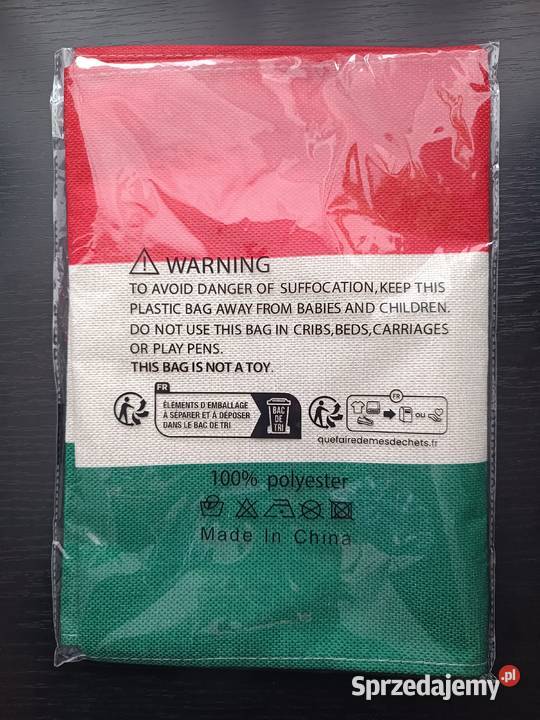 WARNING
TO AVOID DANGER OF SUFFOCATION,KEEP THIS
PLASTIC BAG AWAY FROM BABIES AND CHILDREN.
DO NOT USE THIS BAG IN CRIBS,BEDS,CARRIAGES
OR PLAY PENS.
THIS BAG IS NOT A TOY.
FR
ÉLÉMENTS D'EMBALLAGE
À SÉPARER ET À DÉPOSER
DANS LE BAC DE TRI
BAC
DE
TRI
FR
OU
quefairedemesdechets.fr
100% polyester
Made in China
Sprzedajemy.pl